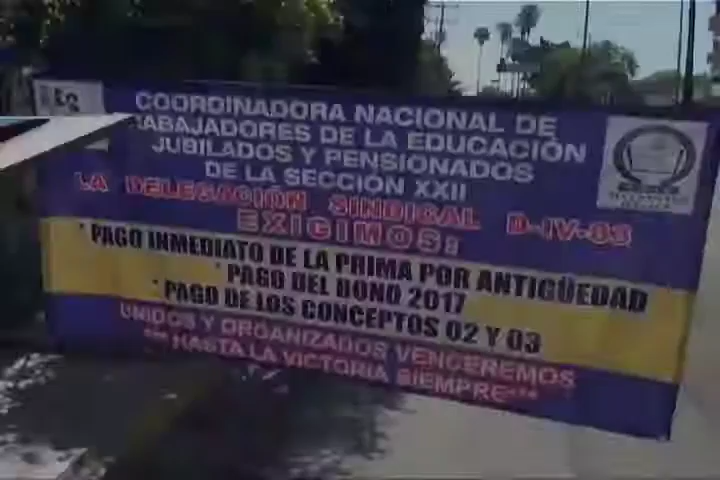 COORDINADORA NACIONAL DE
TRABAJADORES DE LA EDUCACIÓN
JUBILADOS Y PENSIONADOS
DE LA SECCIÓN XXII
LA DELEGACIÓN SINDICAL D-IV-83
EXIGIMOS:
* PAGO INMEDIATO DE LA PRIMA POR ANTIGÜEDAD
* PAGO DEL BONO 2017
* PAGO DE LOS CONCEPTOS 02 Y 03
UNIDOS Y ORGANIZADOS VENCEREMOS
*** HASTA LA VICTORIA SIEMPRE***